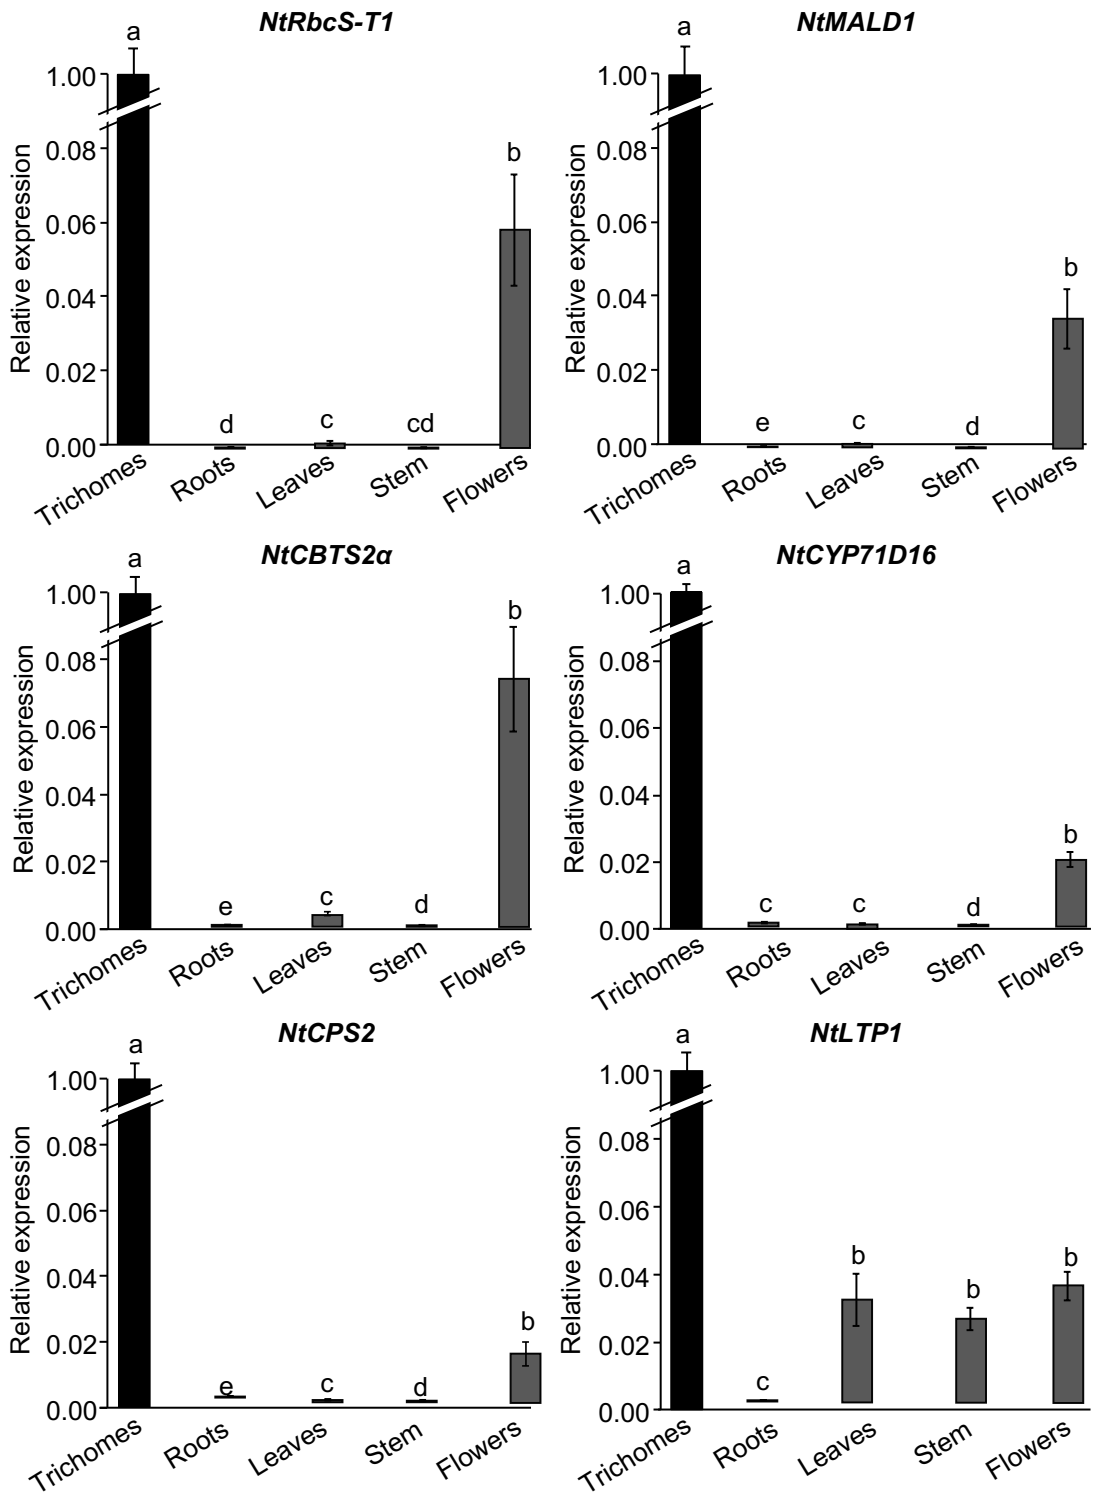 NtRbcS-T1
a
1.00
0.08
0.06
0.04
0.02
0.00
Relative expression
b
d
c
cd
Trichomes
Roots
Leaves
Stem
Flowers
NtMALD1
a
1.00
0.08
0.06
0.04
0.02
0.00
Relative expression
b
e
c
d
Trichomes
Roots
Leaves
Stem
Flowers
NtCBTS2α
a
1.00
0.08
0.06
0.04
0.02
0.00
Relative expression
b
e
c
d
Trichomes
Roots
Leaves
Stem
Flowers
NtCYP71D16
a
1.00
0.08
0.06
0.04
0.02
0.00
Relative expression
b
c
c
d
Trichomes
Roots
Leaves
Stem
Flowers
NtCPS2
a
1.00
0.08
0.06
0.04
0.02
0.00
Relative expression
b
e
c
d
Trichomes
Roots
Leaves
Stem
Flowers
NtLTP1
a
1.00
0.08
0.06
0.04
0.02
0.00
Relative expression
b
b
b
c
Trichomes
Roots
Leaves
Stem
Flowers